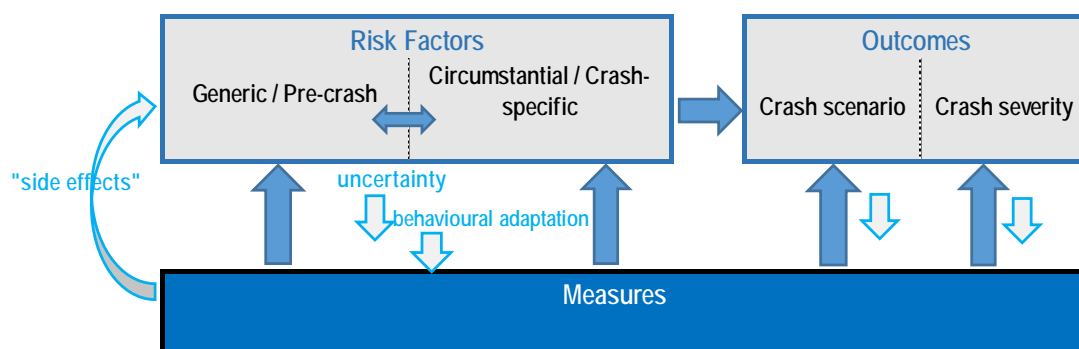 Risk Factors
Generic / Pre-crash
Circumstantial / Crash-
specific
Outcomes
Crash scenario
Crash severity
"side effects"
uncertainty
behavioural adaptation
Measures